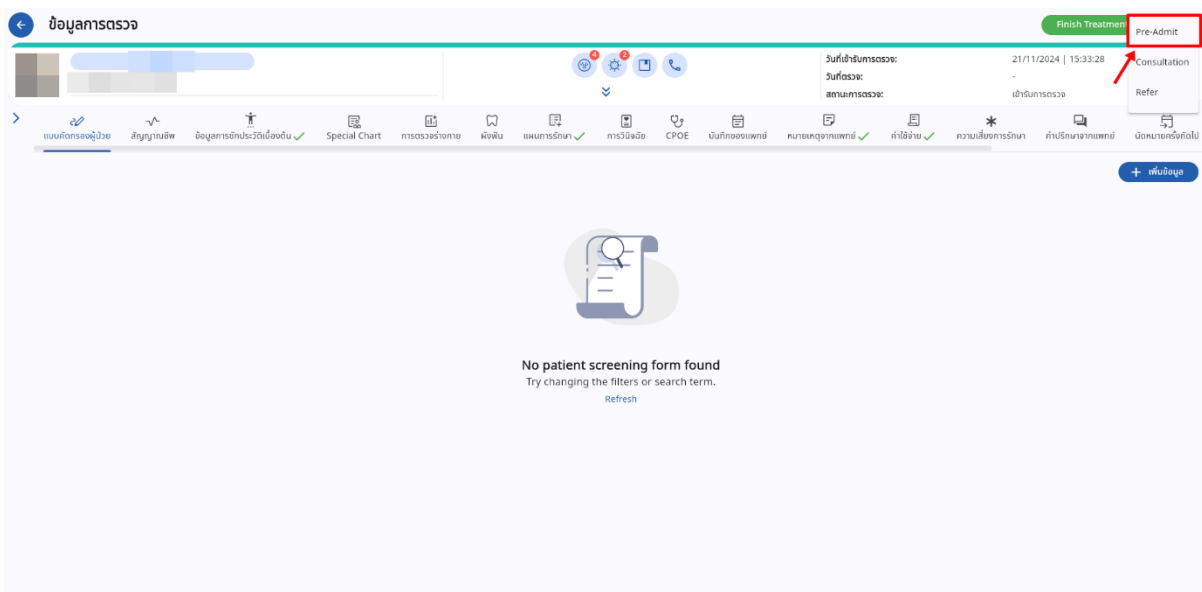 ข้อมูลการตรวจ
Finish Treatment
Pre-Admit
Consultation
Refer
4
2
วันที่เข้ารับการตรวจ: 21/11/2024 | 15:33:28
วันที่ตรวจ: -
สถานะการตรวจ: เข้ารับการตรวจ
แบบคัดกรองผู้ป่วย สัญญาณชีพ ข้อมูลการซักประวัติเบื้องต้น Special Chart การตรวจร่างกาย ผังฟัน แผนการรักษา การวินิจฉัย CPOE บันทึกของแพทย์ หมายเหตุจากแพทย์ ค่าใช้จ่าย ความเสี่ยงการรักษา คำปรึกษาจากแพทย์ นัดหมายครั้งถัดไป
+ เพิ่มข้อมูล
No patient screening form found
Try changing the filters or search term.
Refresh